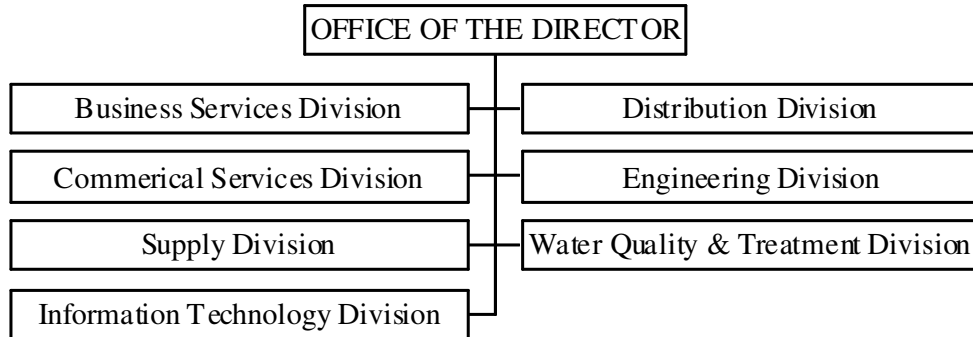 OFFICE OF THE DIRECTOR
Business Services Division
Distribution Division
Commerical Services Division
Engineering Division
Supply Division
Water Quality & Treatment Division
Information Technology Division